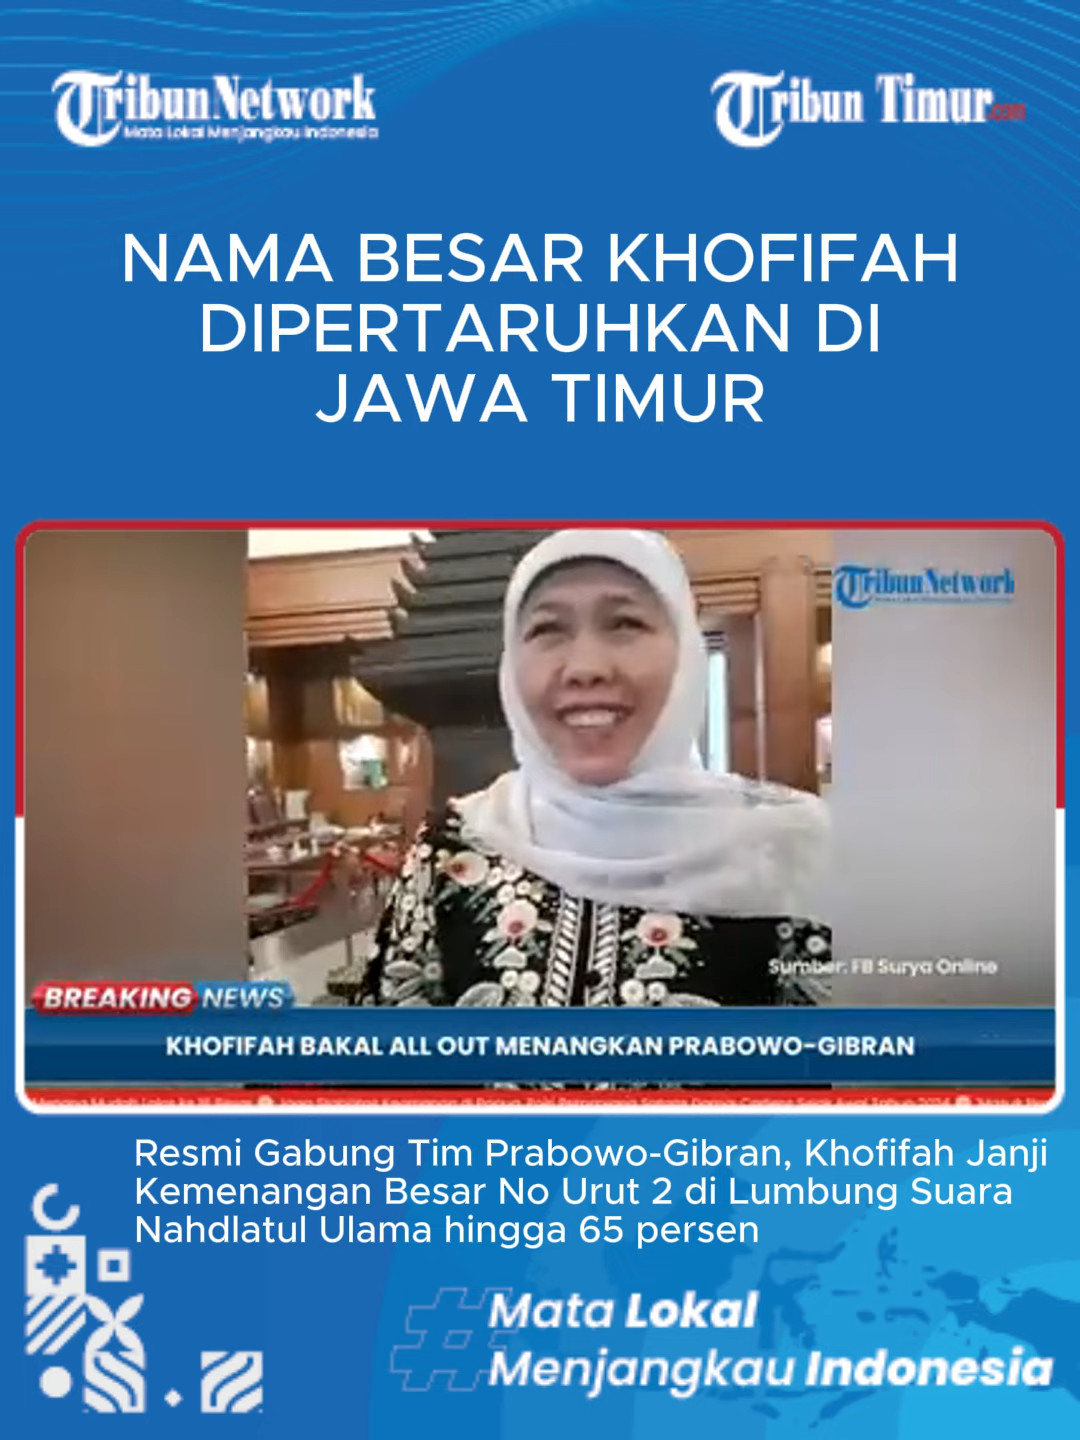 TribunNetwork
Mata Lokal Menjangkau Indonesia
Tribun Timur.com
NAMA BESAR KHOFIFAH
DIPERTARUHKAN DI
JAWA TIMUR
TribunNetwork
Sumber: FB Surya Online
BREAKING NEWS
KHOFIFAH BAKAL ALL OUT MENANGKAN PRABOWO-GIBRAN
Resmi Gabung Tim Prabowo-Gibran, Khofifah Janji
Kemenangan Besar No Urut 2 di Lumbung Suara
Nahdlatul Ulama hingga 65 persen
#Mata Lokal
Menjangkau Indonesia